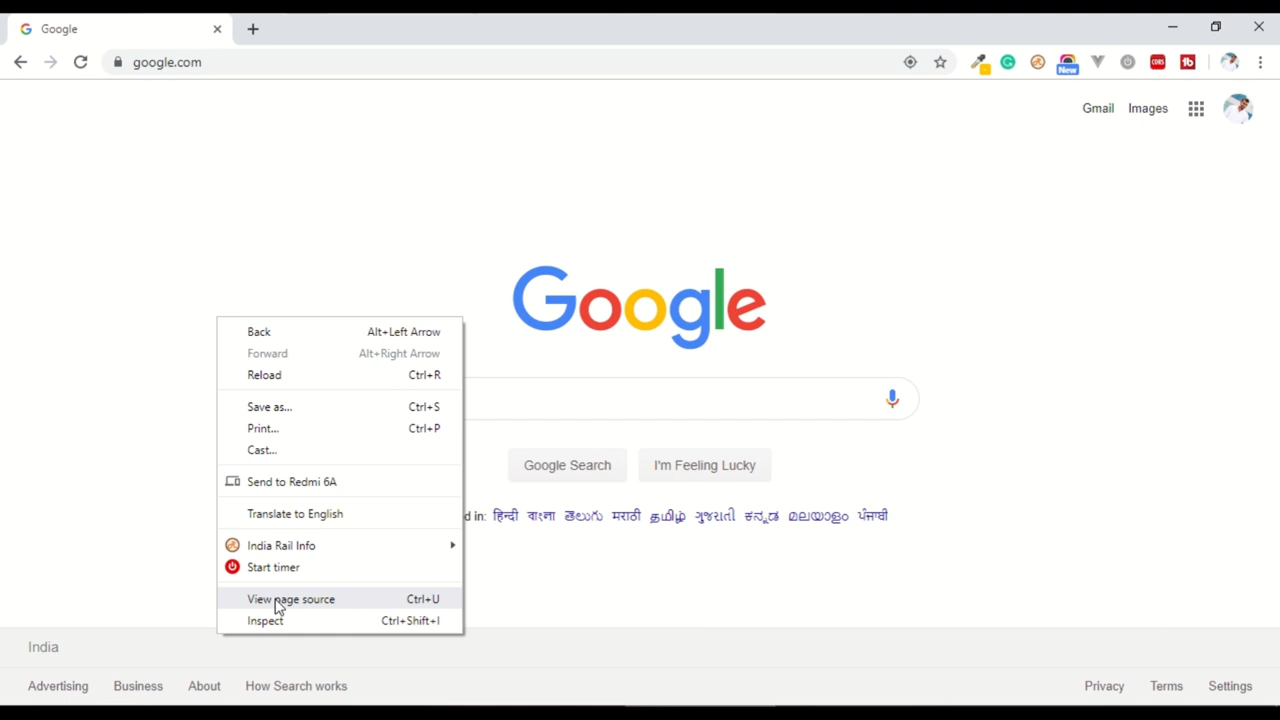 Google
google.com
New
CORS
Gmail Images
Google
Back Alt+Left Arrow
Forward Alt+Right Arrow
Reload Ctrl+R
Save as... Ctrl+S
Print... Ctrl+P
Cast...
Send to Redmi 6A
Translate to English
India Rail Info
Start timer
View page source Ctrl+U
Inspect Ctrl+Shift+I
Google Search I'm Feeling Lucky
d in: हिन्दी বাংলা తెలుగు मराठी தமிழ் ગુજરાતી ಕನ್ನಡ മലയാളം ਪੰਜਾਬੀ
India
Advertising Business About How Search works Privacy Terms Settings